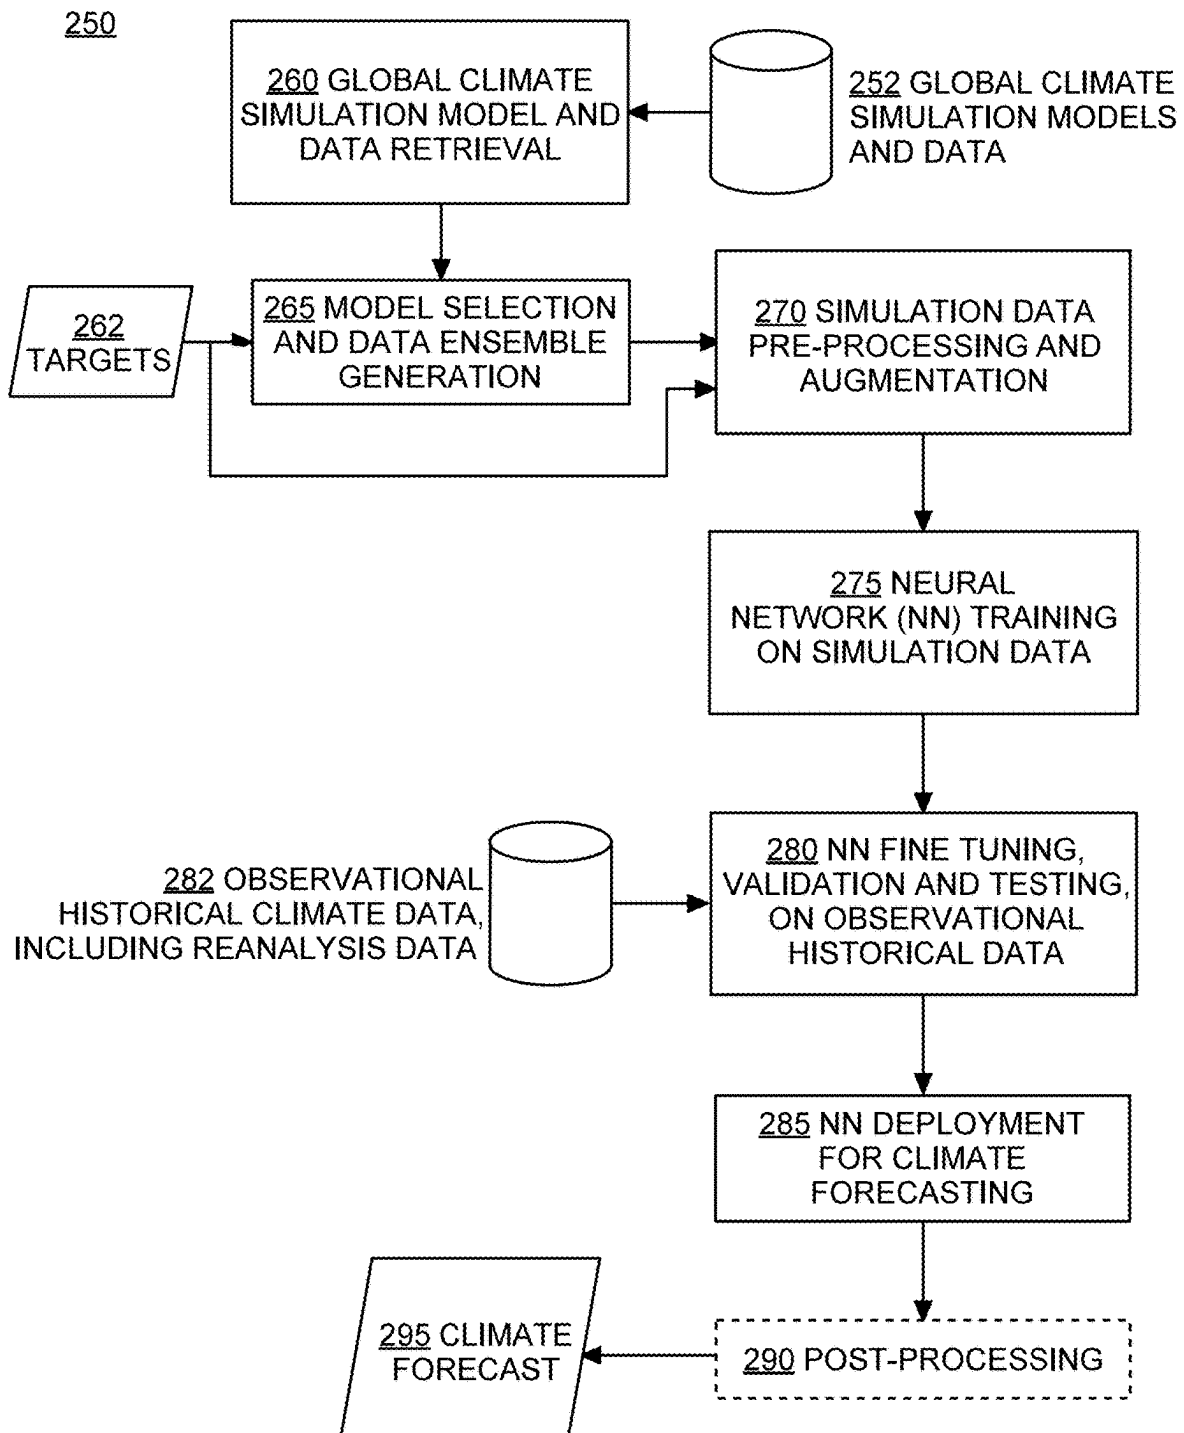 250
260 GLOBAL CLIMATE
SIMULATION MODEL AND
DATA RETRIEVAL
252 GLOBAL CLIMATE
SIMULATION MODELS
AND DATA
262
TARGETS
265 MODEL SELECTION
AND DATA ENSEMBLE
GENERATION
270 SIMULATION DATA
PRE-PROCESSING AND
AUGMENTATION
275 NEURAL
NETWORK (NN) TRAINING
ON SIMULATION DATA
282 OBSERVATIONAL
HISTORICAL CLIMATE DATA,
INCLUDING REANALYSIS DATA
280 NN FINE TUNING,
VALIDATION AND TESTING,
ON OBSERVATIONAL
HISTORICAL DATA
285 NN DEPLOYMENT
FOR CLIMATE
FORECASTING
295 CLIMATE
FORECAST
290 POST-PROCESSING